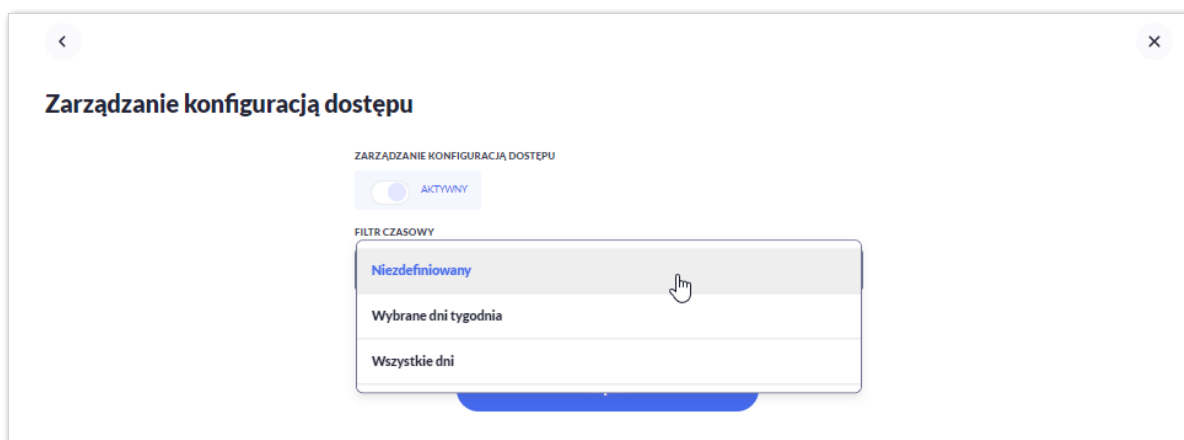 Zarządzanie konfiguracją dostępu
ZARZĄDZANIE KONFIGURACJĄ DOSTĘPU
AKTYWNY
FILTR CZASOWY
Niezdefiniowany
Wybrane dni tygodnia
Wszystkie dni